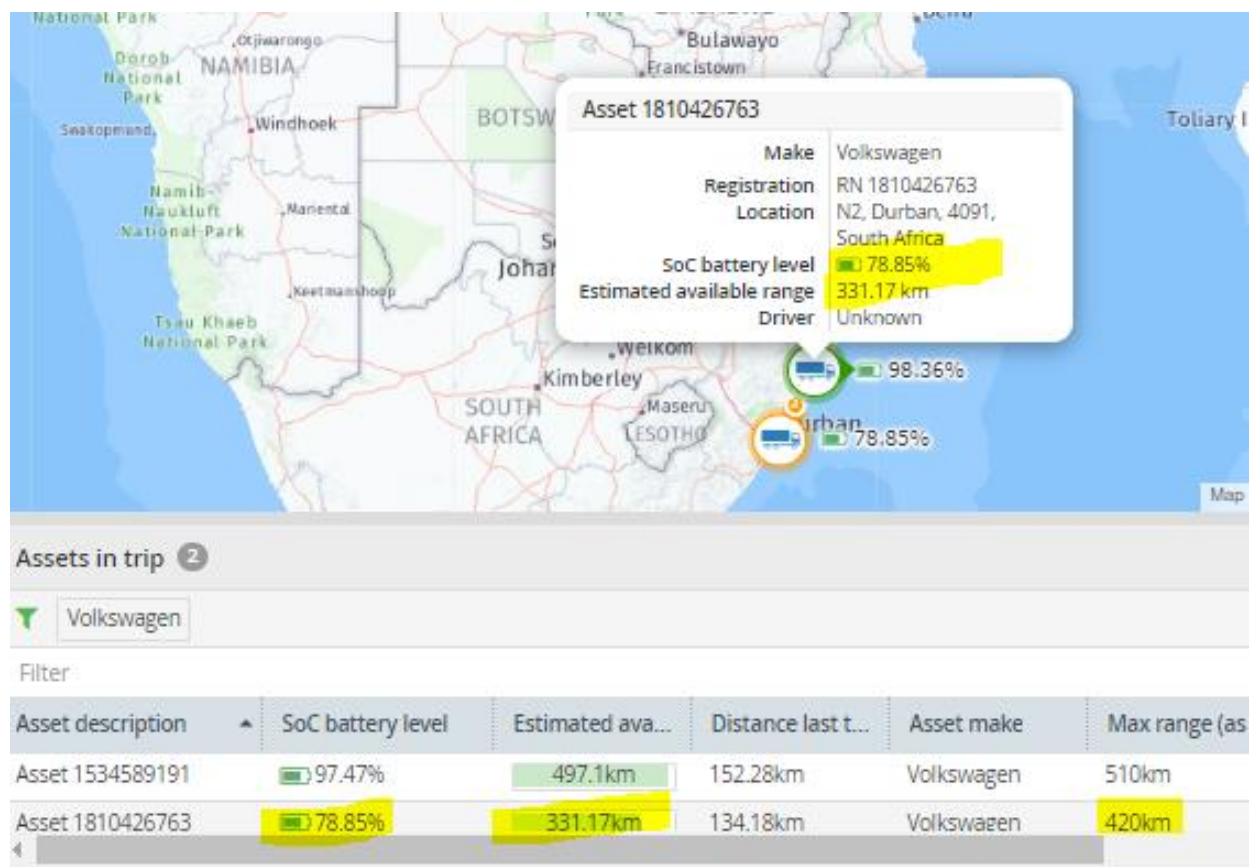 National Park
Otjiwarongo
Dorob
National
Park
NAMIBIA
Bulawayo
Francistown
Swakopmund
Windhoek
BOTSW
Toliary I
Namib-
Naukluft
National Park
Mariental
Johan
Keetmanshoop
Tsau Khaeb
National Park
Asset 1810426763
Make Volkswagen
Registration RN 1810426763
Location N2, Durban, 4091,
South Africa
SoC battery level 78.85%
Estimated available range 331.17 km
Driver Unknown
Welkom
Kimberley
98.36%
SOUTH
AFRICA
Maseru
LESOTHO
urban
78.85%
Map
Assets in trip 2
Volkswagen
Filter
Asset description SoC battery level Estimated ava... Distance last t... Asset make Max range (as
Asset 1534589191 97.47% 497.1km 152.28km Volkswagen 510km
Asset 1810426763 78.85% 331.17km 134.18km Volkswagen 420km